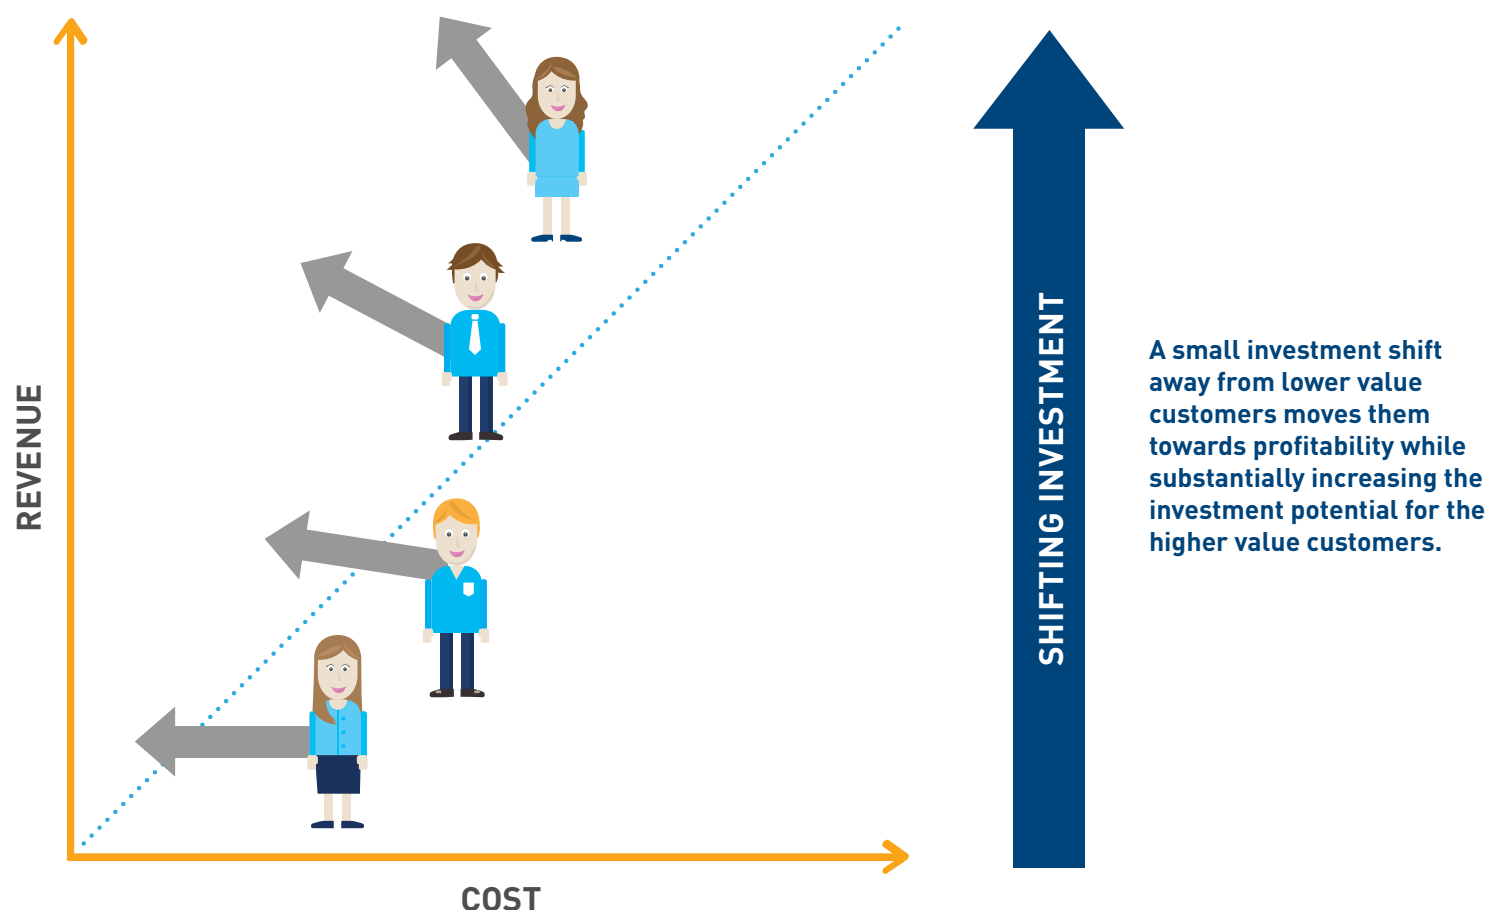 REVENUE
COST
SHIFTING INVESTMENT
A small investment shift
away from lower value
customers moves them
towards profitability while
substantially increasing the
investment potential for the
higher value customers.